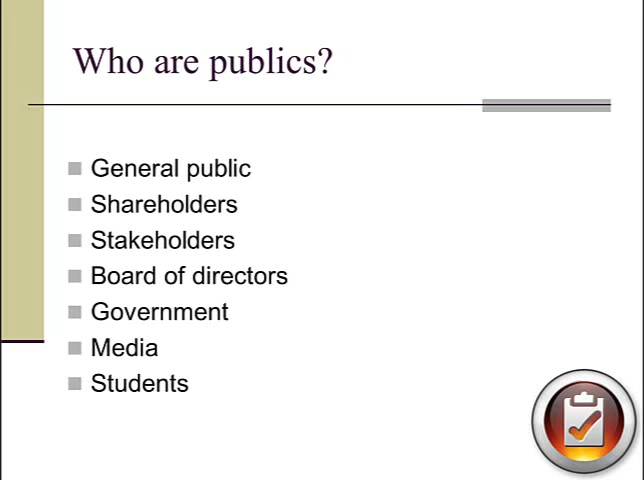 Who are publics?
General public
Shareholders
Stakeholders
Board of directors
Government
Media
Students